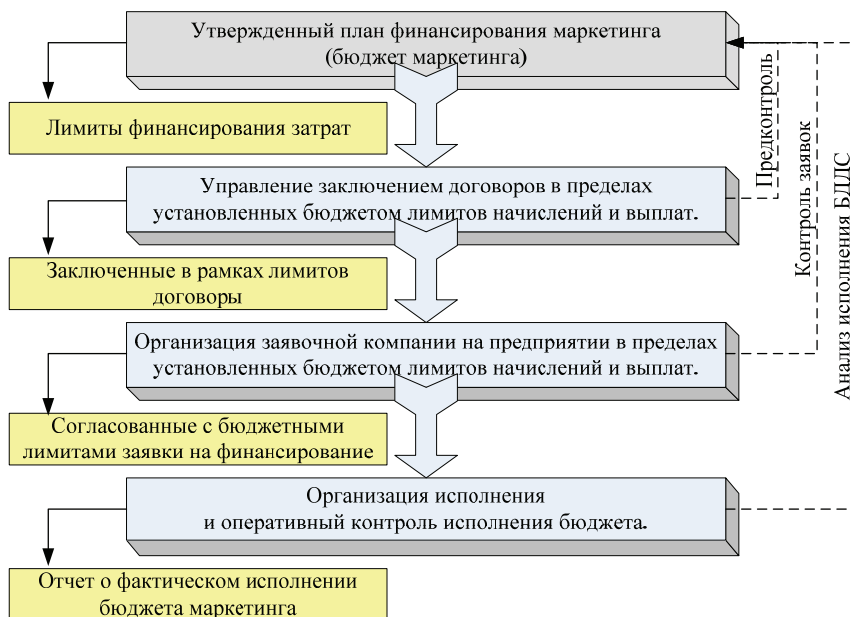 Утвержденный план финансирования маркетинга
(бюджет маркетинга)
Лимиты финансирования затрат
Управление заключением договоров в пределах
установленных бюджетом лимитов начислений и выплат.
Заключенные в рамках лимитов
договоры
Организация заявочной компании на предприятии в пределах
установленных бюджетом лимитов начислений и выплат.
Согласованные с бюджетными
лимитами заявки на финансирование
Организация исполнения
и оперативный контроль исполнения бюджета.
Отчет о фактическом исполнении
бюджета маркетинга
Предконтроль
Контроль заявок
Анализ исполнения БДДС